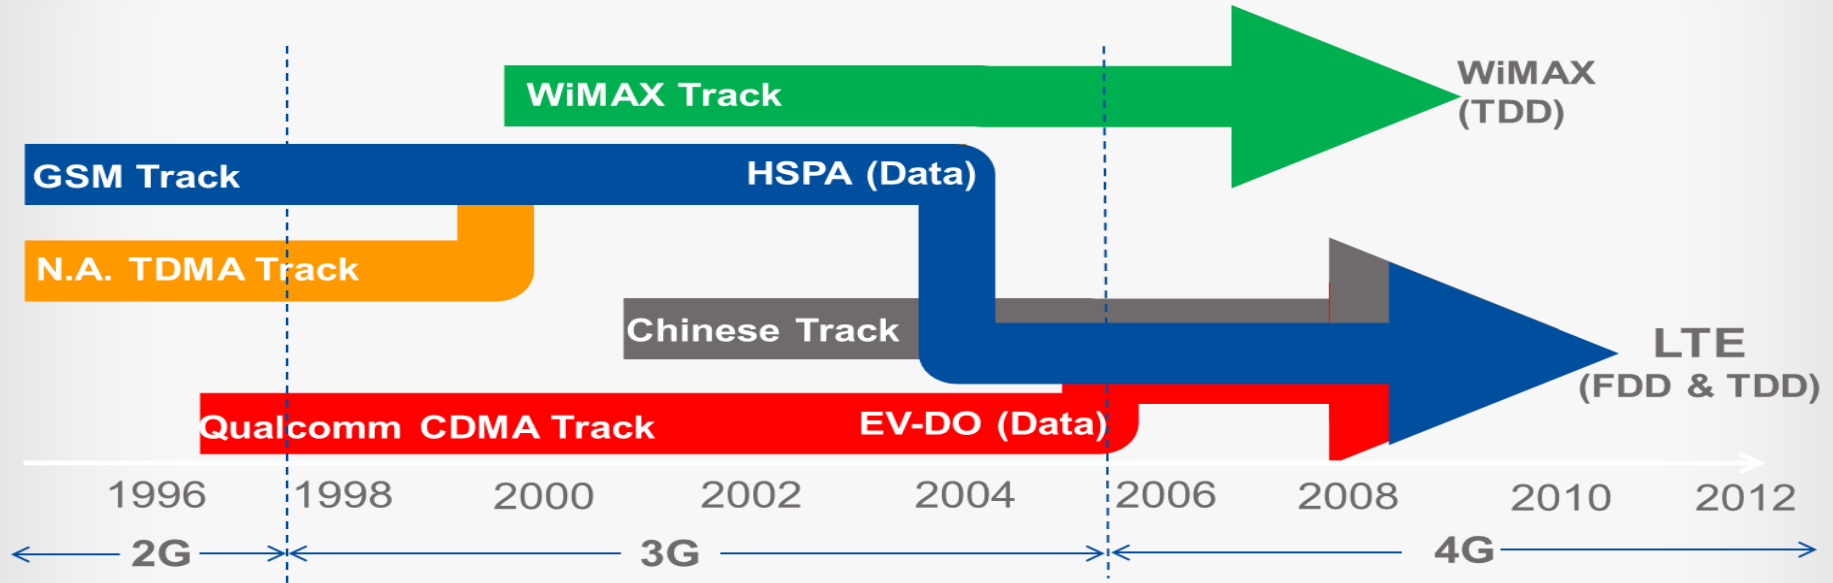 WiMAX Track
WiMAX
(TDD)
GSM Track
HSPA (Data)
N.A. TDMA Track
Chinese Track
LTE
(FDD & TDD)
Qualcomm CDMA Track
EV-DO (Data)
1996 1998 2000 2002 2004 2006 2008 2010 2012
2G 3G 4G